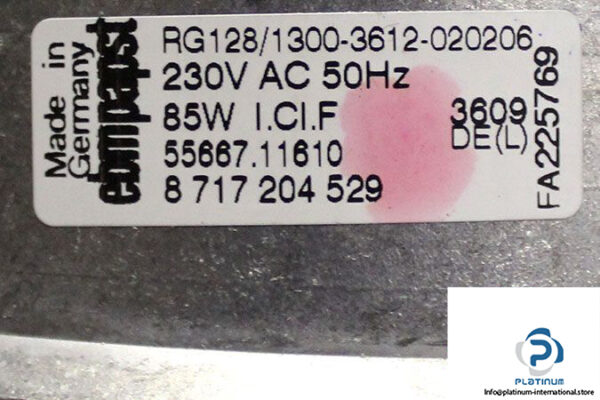 Made in
Germany
ebmpapst
RG128/1300-3612-020206
230V AC 50Hz
85W I.Cl.F
3609
DE(L)
55667.11610
8 717 204 529
FA225769
PLATINUM
Info@platinum-international.store